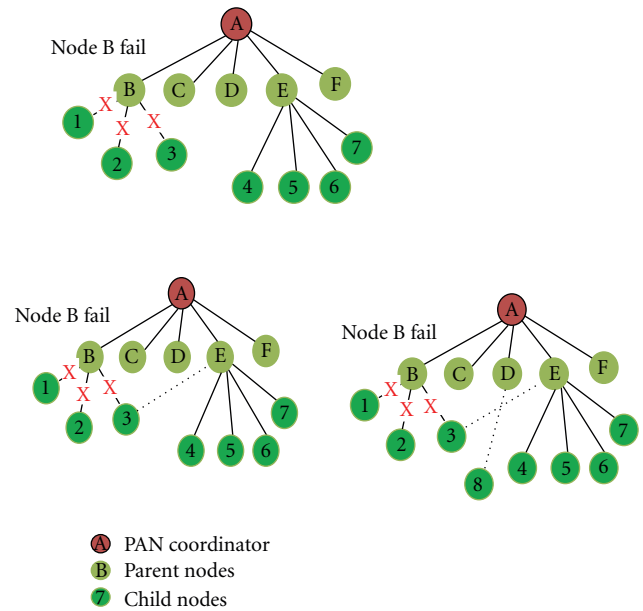 A
Node B fail
B C D E F
X X X
1 2 3 4 5 6 7
A
Node B fail
B C D E F
X X X
1 2 3 4 5 6 7
A
Node B fail
B C D E F
X X X
1 2 3 8 4 5 6 7
A PAN coordinator
B Parent nodes
7 Child nodes